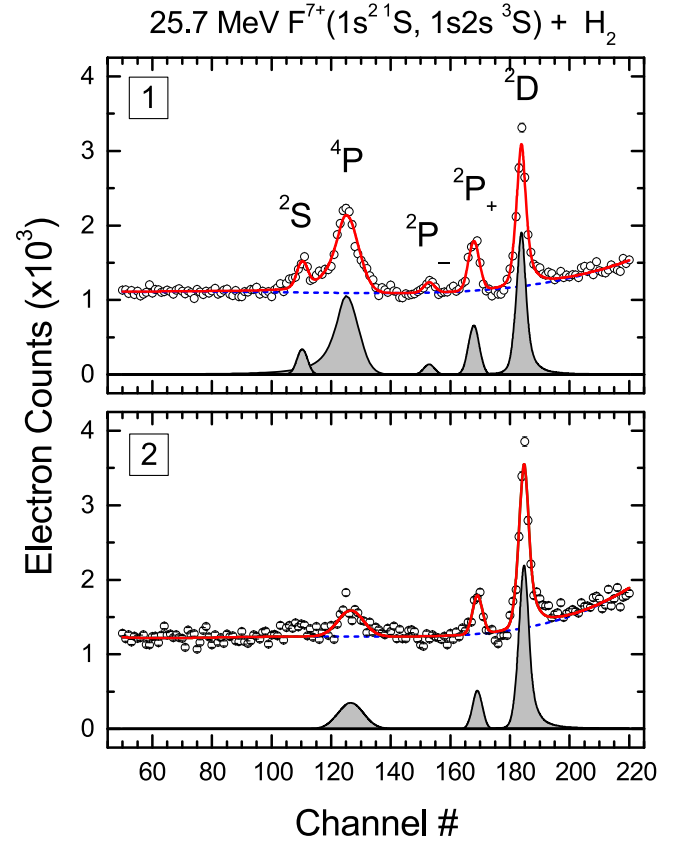 25.7 MeV F⁷⁺(1s² ¹S, 1s2s ³S) + H₂
1
²D
⁴P
²P₊
²S
²P₋
4
3
2
1
0
2
4
3
2
1
0
Electron Counts (x10³)
60 80 100 120 140 160 180 200 220
Channel #